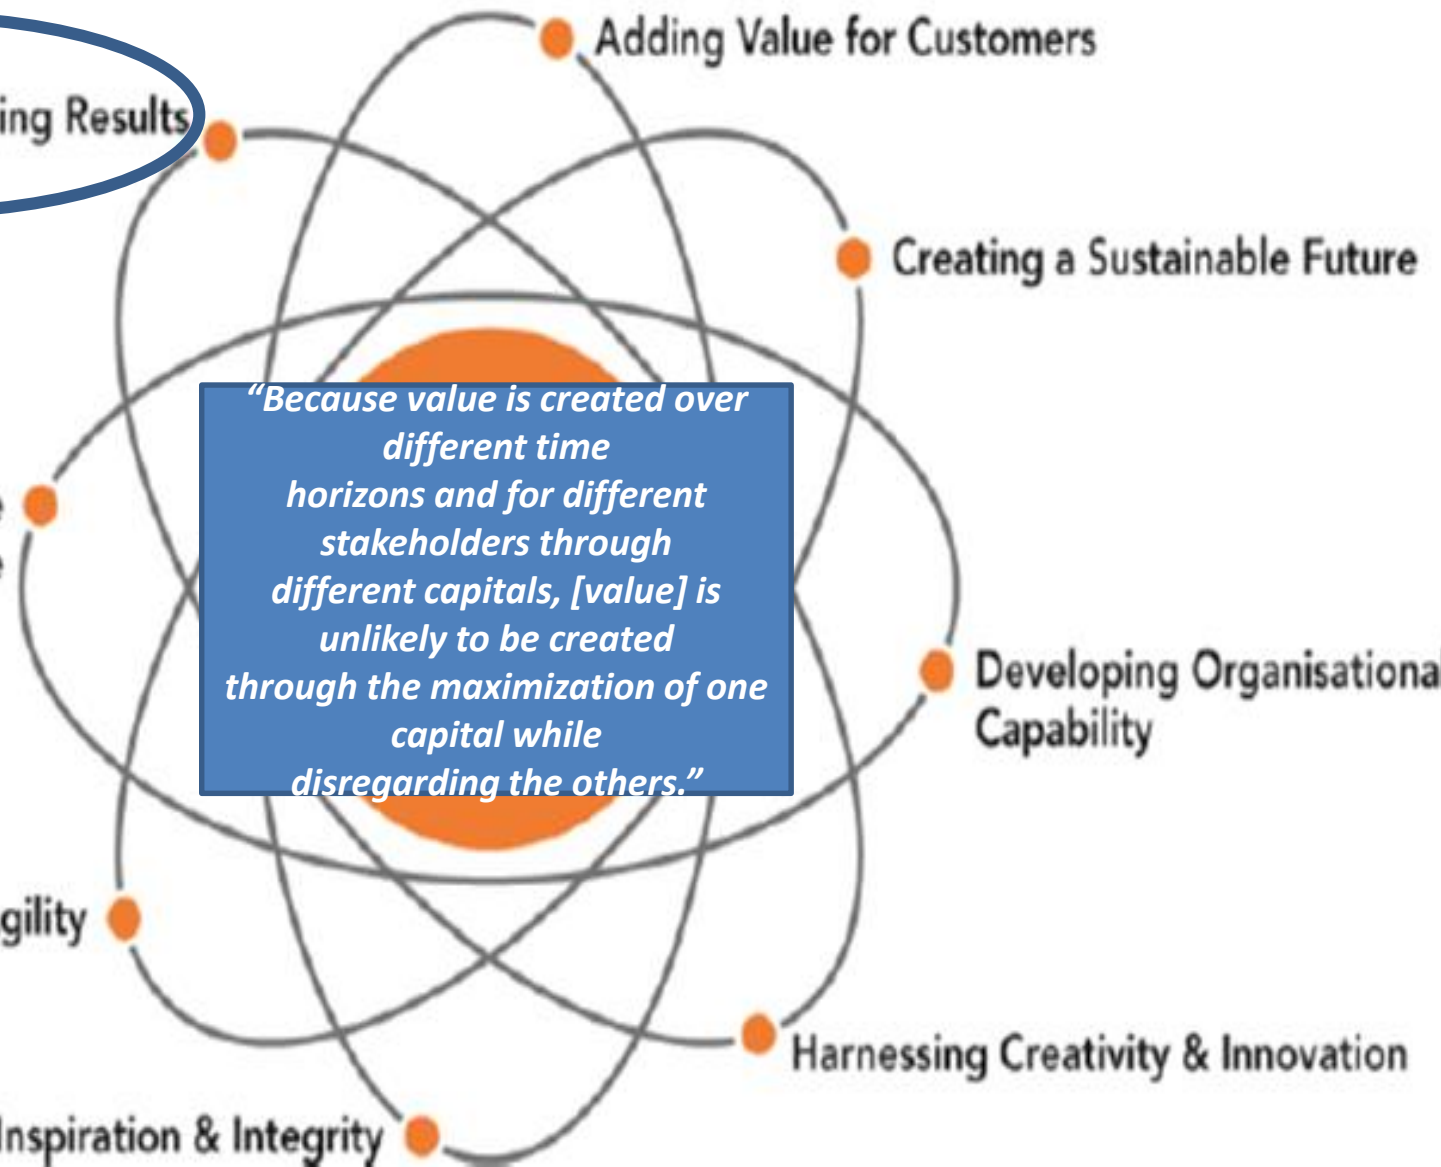 Adding Value for Customers
ing Results
Creating a Sustainable Future
“Because value is created over
different time
horizons and for different
stakeholders through
different capitals, [value] is
unlikely to be created
through the maximization of one
capital while
disregarding the others.”
e
e
Developing Organisational
Capability
gility
Harnessing Creativity & Innovation
Inspiration & Integrity